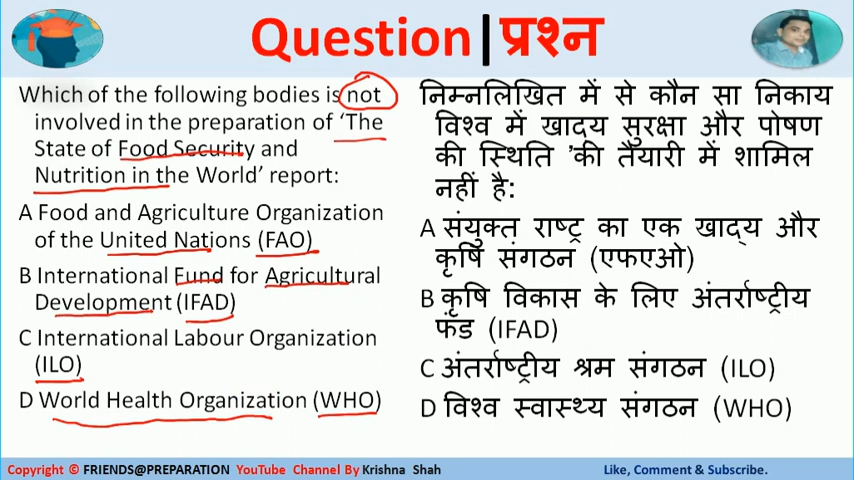 Question|प्रश्न
Which of the following bodies is not
involved in the preparation of ‘The
State of Food Security and
Nutrition in the World’ report:
A Food and Agriculture Organization
of the United Nations (FAO)
B International Fund for Agricultural
Development (IFAD)
C International Labour Organization
(ILO)
D World Health Organization (WHO)
निम्नलिखित में से कौन सा निकाय
विश्व में खाद्य सुरक्षा और पोषण
की स्थिति ’की तैयारी में शामिल
नहीं है:
A संयुक्त राष्ट्र का एक खाद्य और
कृषि संगठन (एफएओ)
B कृषि विकास के लिए अंतर्राष्ट्रीय
फंड (IFAD)
C अंतर्राष्ट्रीय श्रम संगठन (ILO)
D विश्व स्वास्थ्य संगठन (WHO)
Copyright © FRIENDS@PREPARATION YouTube Channel By Krishna Shah
Like, Comment & Subscribe.